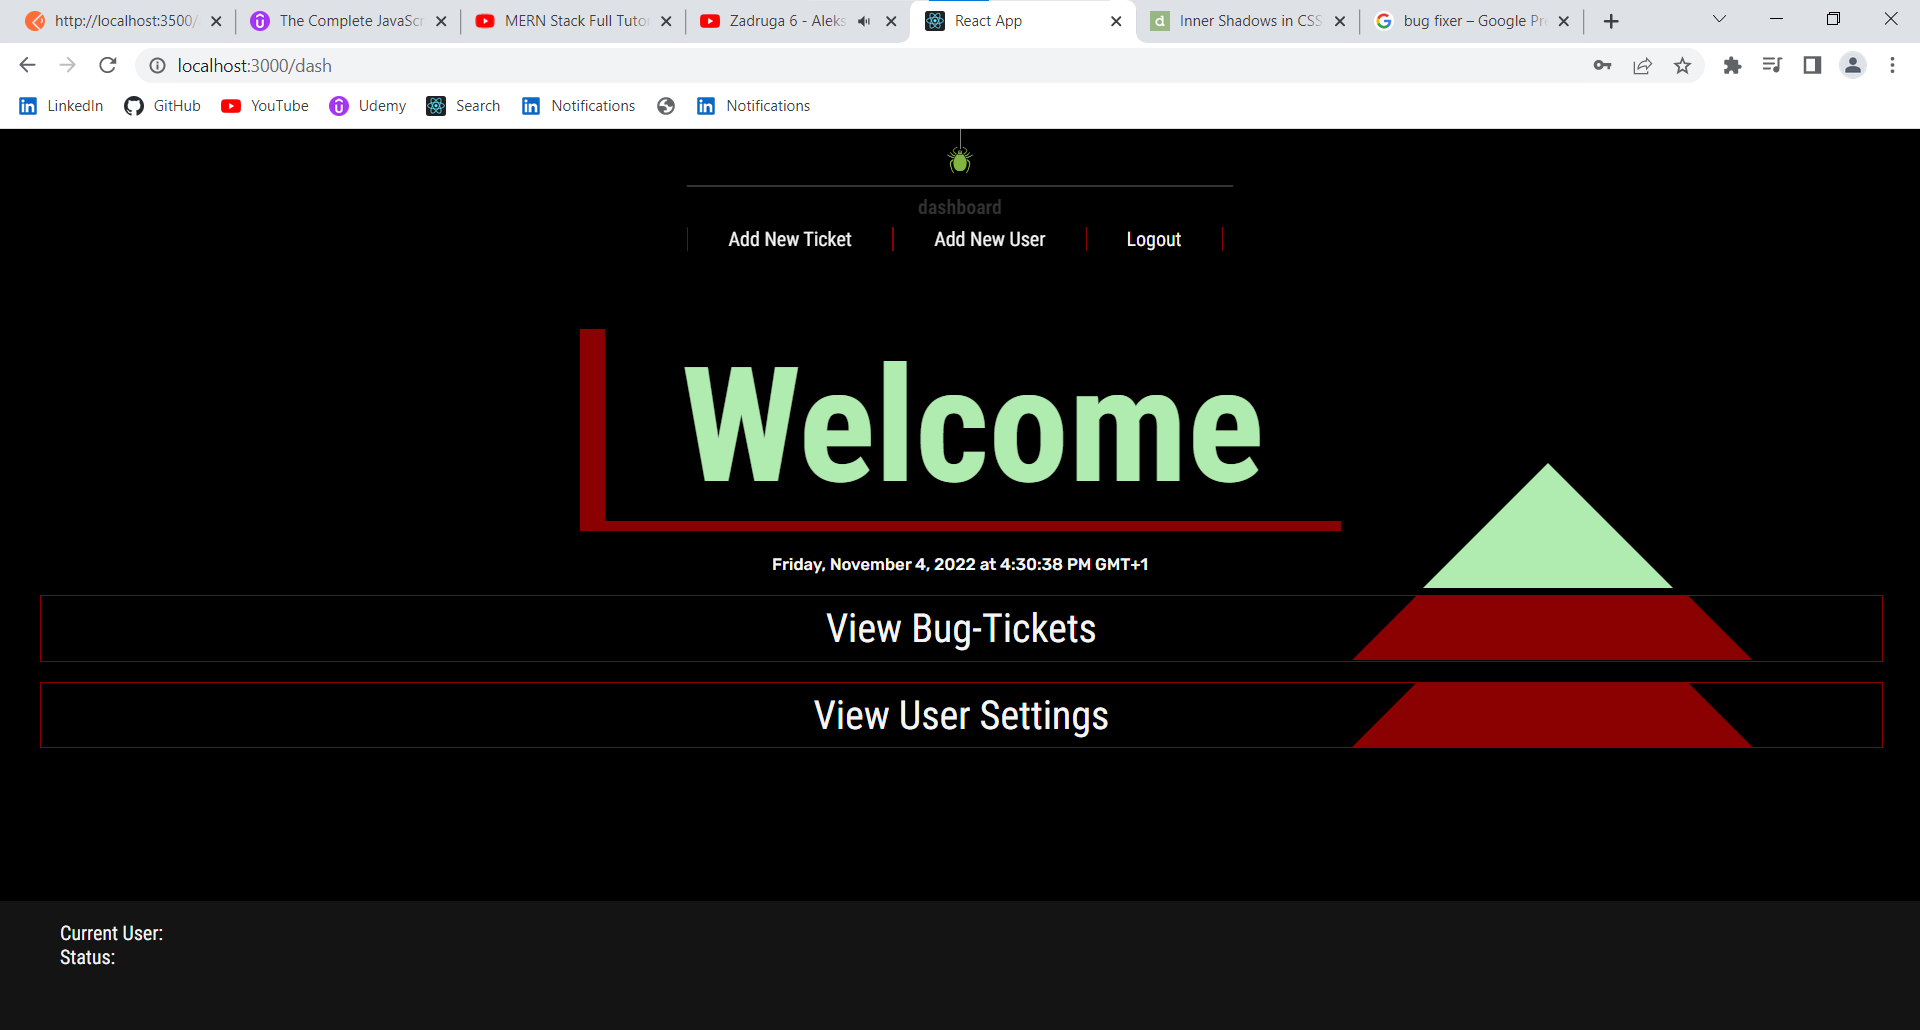 http://localhost:3500/
The Complete JavaScr
MERN Stack Full Tutor
Zadruga 6 - Aleks
React App
Inner Shadows in CSS
bug fixer – Google Pr
localhost:3000/dash
LinkedIn GitHub YouTube Udemy Search Notifications Notifications
dashboard
Add New Ticket Add New User Logout
Welcome
Friday, November 4, 2022 at 4:30:38 PM GMT+1
View Bug-Tickets
View User Settings
Current User:
Status: